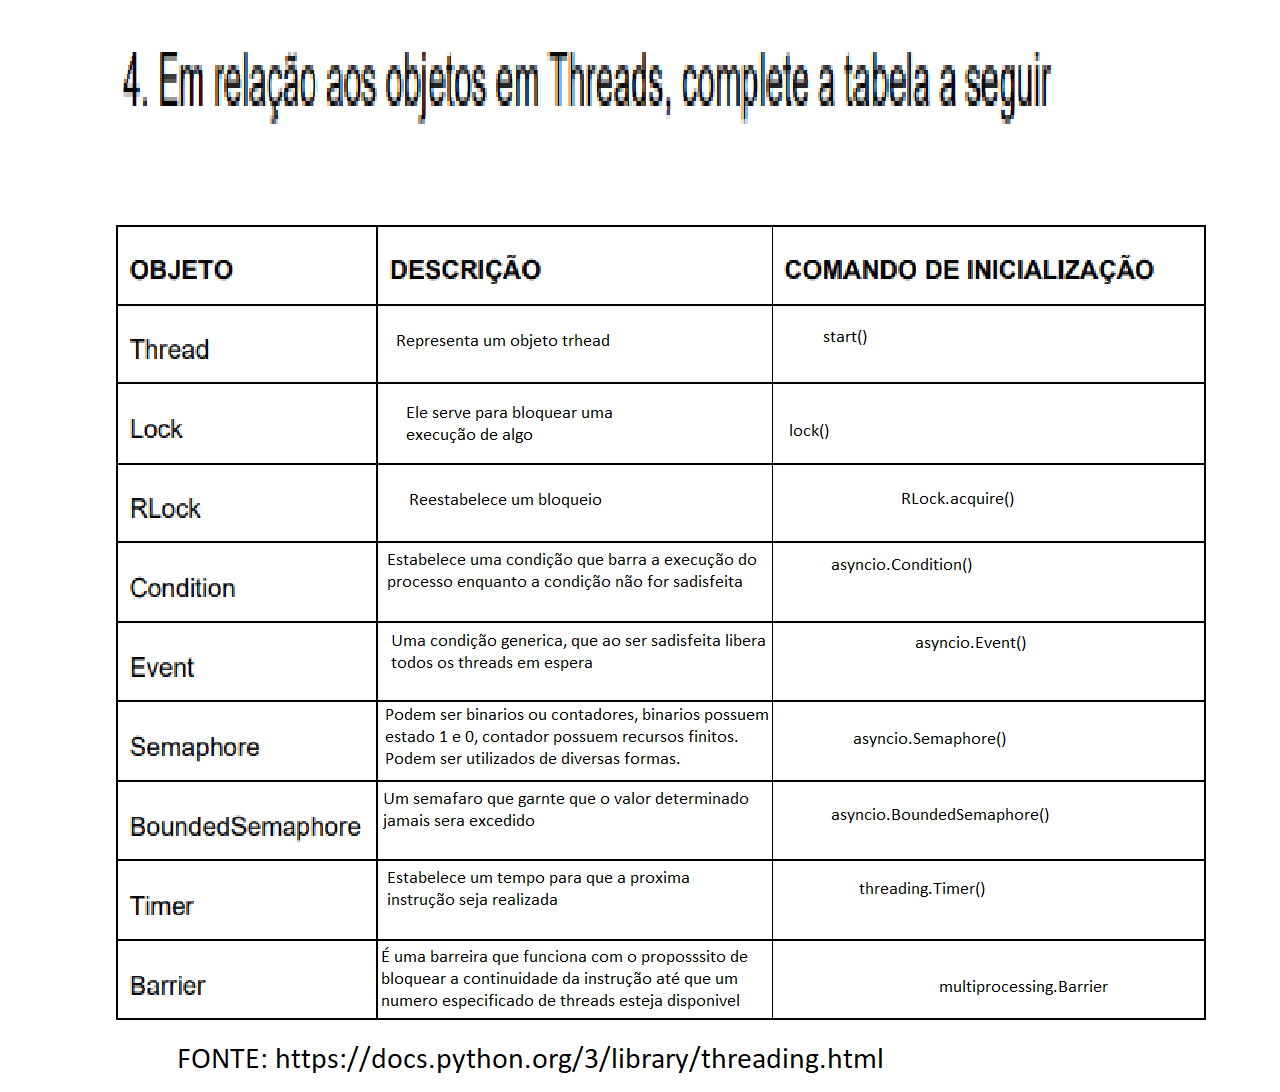 4. Em relação aos objetos em Threads, complete a tabela a seguir
OBJETO DESCRIÇÃO COMANDO DE INICIALIZAÇÃO
Thread Representa um objeto trhead start()
Lock Ele serve para bloquear uma
execução de algo lock()
RLock Reestabelece um bloqueio RLock.acquire()
Condition Estabelece uma condição que barra a execução do
processo enquanto a condição não for sadisfeita asyncio.Condition()
Event Uma condição generica, que ao ser sadisfeita libera
todos os threads em espera asyncio.Event()
Semaphore Podem ser binarios ou contadores, binarios possuem
estado 1 e 0, contador possuem recursos finitos.
Podem ser utilizados de diversas formas. asyncio.Semaphore()
BoundedSemaphore Um semafaro que garnte que o valor determinado
jamais sera excedido asyncio.BoundedSemaphore()
Timer Estabelece um tempo para que a proxima
instrução seja realizada threading.Timer()
Barrier É uma barreira que funciona com o proposssito de
bloquear a continuidade da instrução até que um
numero especificado de threads esteja disponivel multiprocessing.Barrier
FONTE: https://docs.python.org/3/library/threading.html